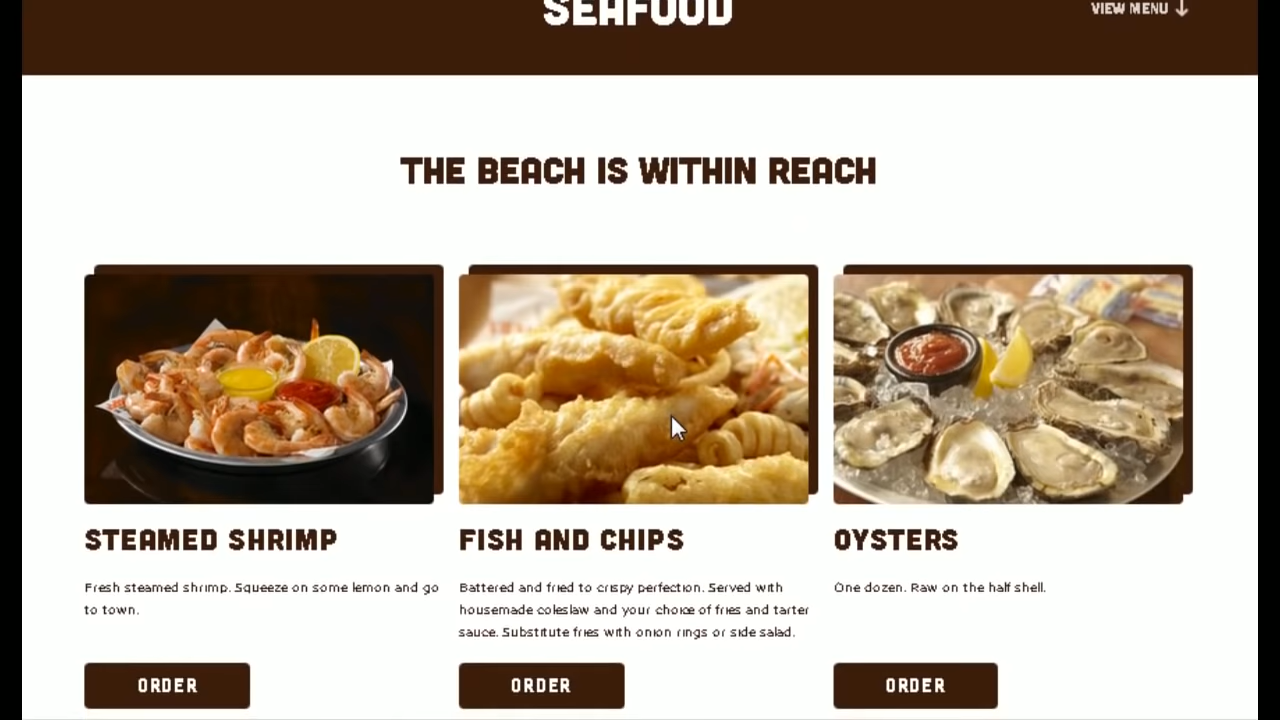 SEAFOOD
VIEW MENU ↓
THE BEACH IS WITHIN REACH
STEAMED SHRIMP
Fresh steamed shrimp. Squeeze on some lemon and go
to town.
ORDER
FISH AND CHIPS
Battered and fried to crispy perfection. Served with
housemade coleslaw and your choice of fries and tarter
sauce. Substitute fries with onion rings or side salad.
ORDER
OYSTERS
One dozen. Raw on the half shell.
ORDER